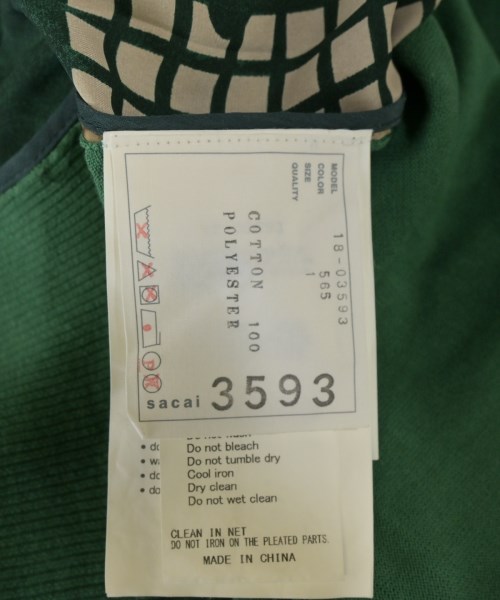 MODEL 18-03593
COLOR 565
SIZE 1
QUALITY
COTTON 100
POLYESTER
sacai 3593
Do not bleach
Do not tumble dry
Cool iron
Dry clean
Do not wet clean
CLEAN IN NET
DO NOT IRON ON THE PLEATED PARTS.
MADE IN CHINA